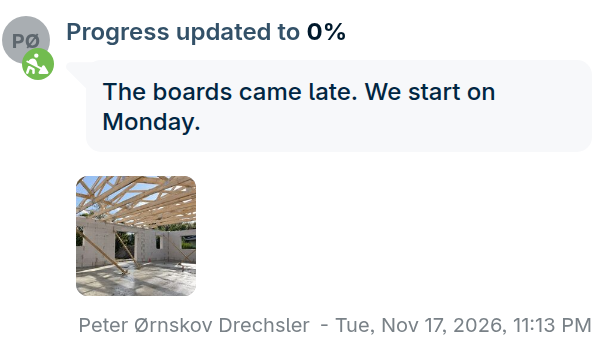 PØ
Progress updated to 0%
The boards came late. We start on
Monday.
Peter Ørnskov Drechsler - Tue, Nov 17, 2026, 11:13 PM